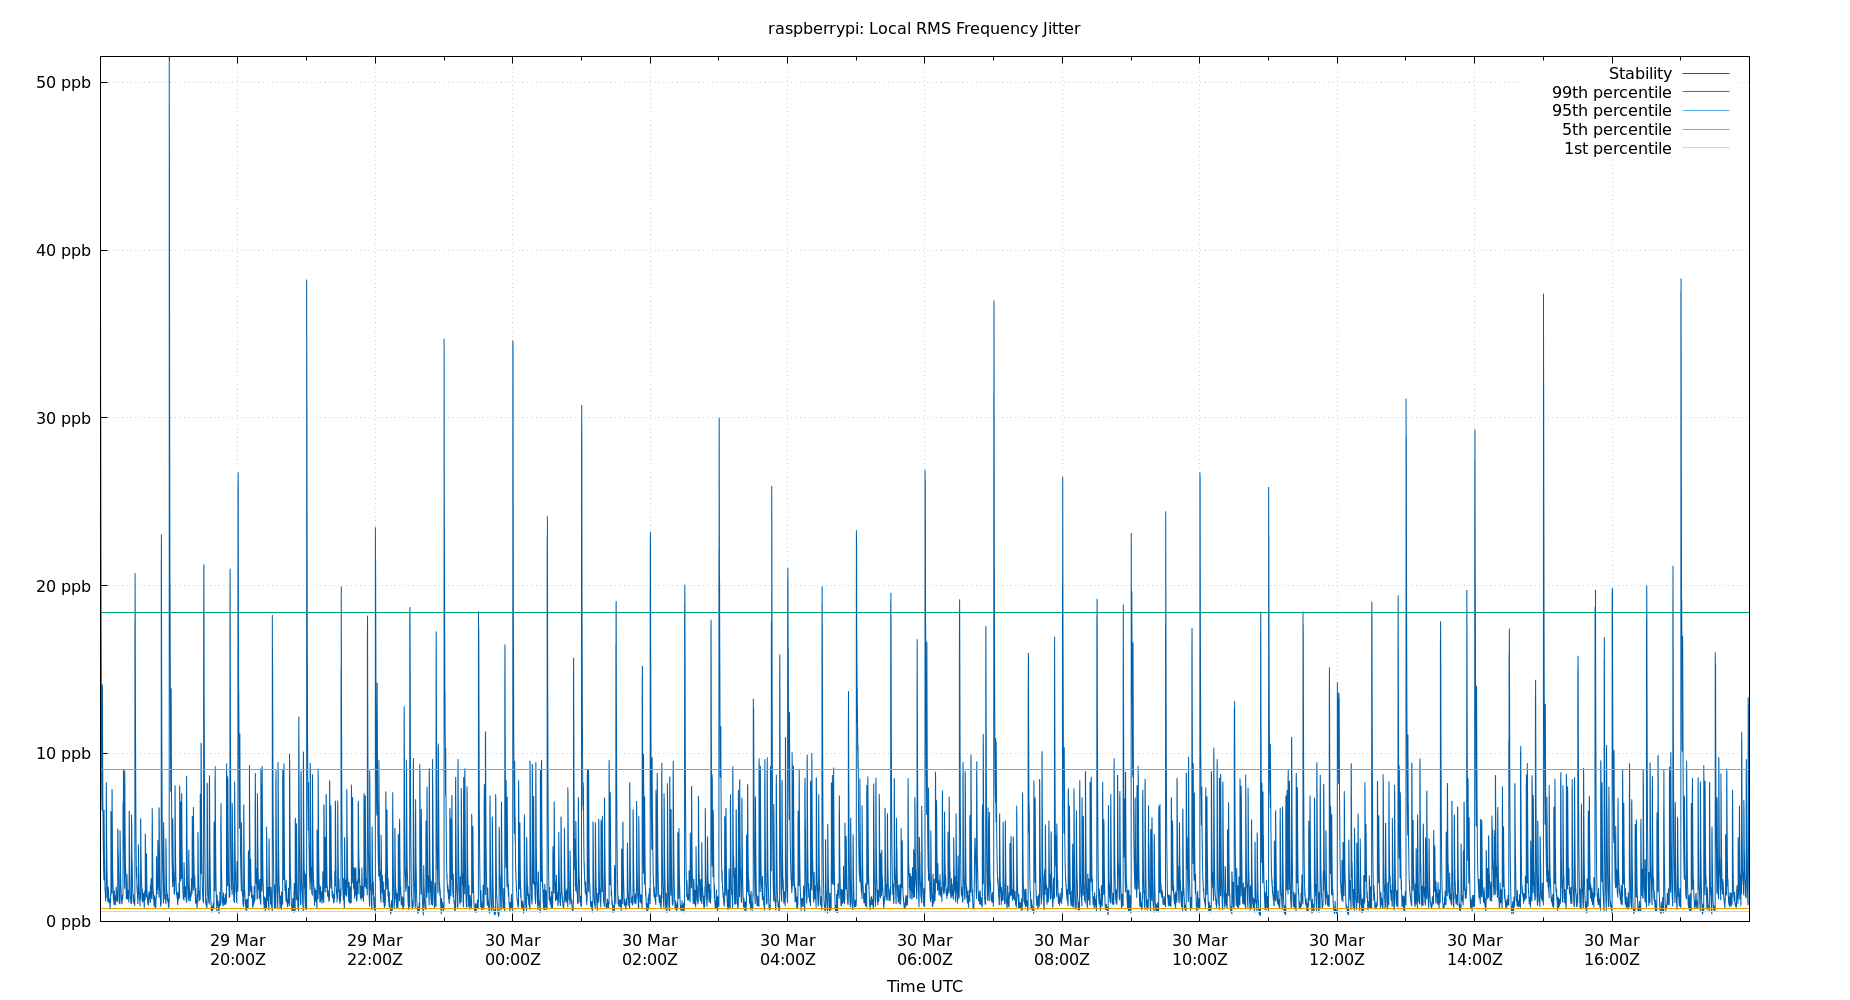 raspberrypi: Local RMS Frequency Jitter
50 ppb
40 ppb
30 ppb
20 ppb
10 ppb
0 ppb
Stability
99th percentile
95th percentile
5th percentile
1st percentile
29 Mar 29 Mar 30 Mar 30 Mar 30 Mar 30 Mar 30 Mar 30 Mar 30 Mar 30 Mar 30 Mar
20:00Z 22:00Z 00:00Z 02:00Z 04:00Z 06:00Z 08:00Z 10:00Z 12:00Z 14:00Z 16:00Z
Time UTC